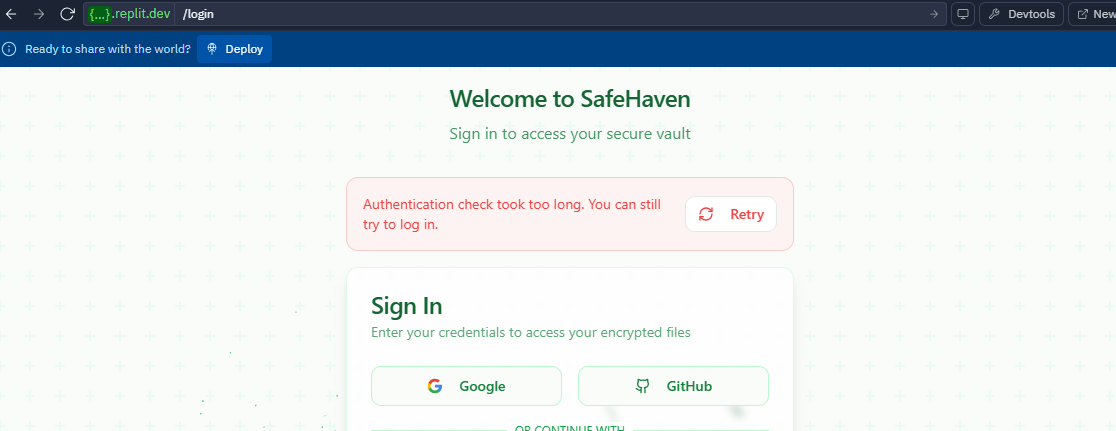 {...}.replit.dev /login
Devtools
New
Ready to share with the world? Deploy
Welcome to SafeHaven
Sign in to access your secure vault
Authentication check took too long. You can still
try to log in.
Retry
Sign In
Enter your credentials to access your encrypted files
Google
GitHub
OR CONTINUE WITH